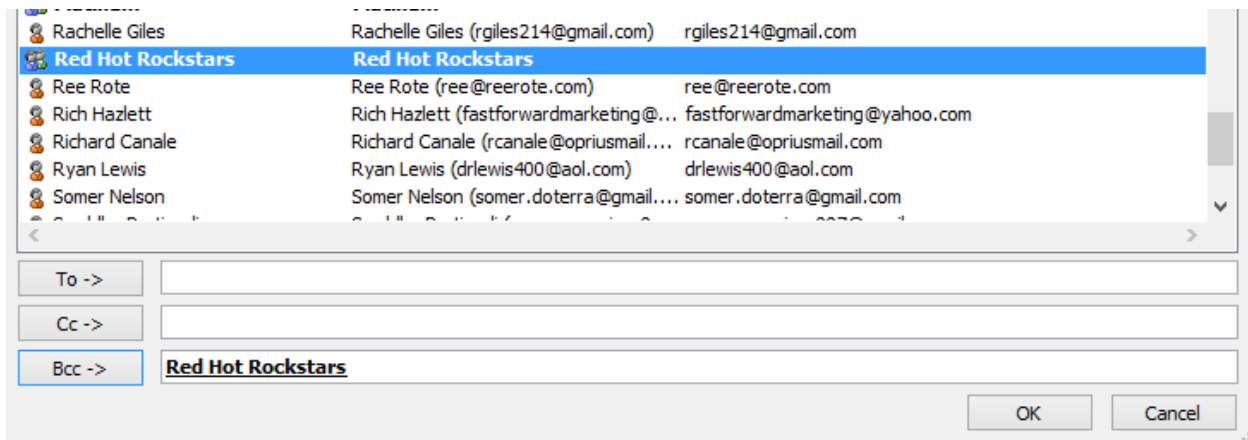 Rachelle Giles Rachelle Giles (rgiles214@gmail.com) rgiles214@gmail.com
Red Hot Rockstars Red Hot Rockstars
Ree Rote Ree Rote (ree@reerote.com) ree@reerote.com
Rich Hazlett Rich Hazlett (fastforwardmarketing@... fastforwardmarketing@yahoo.com
Richard Canale Richard Canale (rcanale@opriusmail.... rcanale@opriusmail.com
Ryan Lewis Ryan Lewis (drlewis400@aol.com) drlewis400@aol.com
Somer Nelson Somer Nelson (somer.doterra@gmail.... somer.doterra@gmail.com
To ->
Cc ->
Bcc -> Red Hot Rockstars
OK Cancel